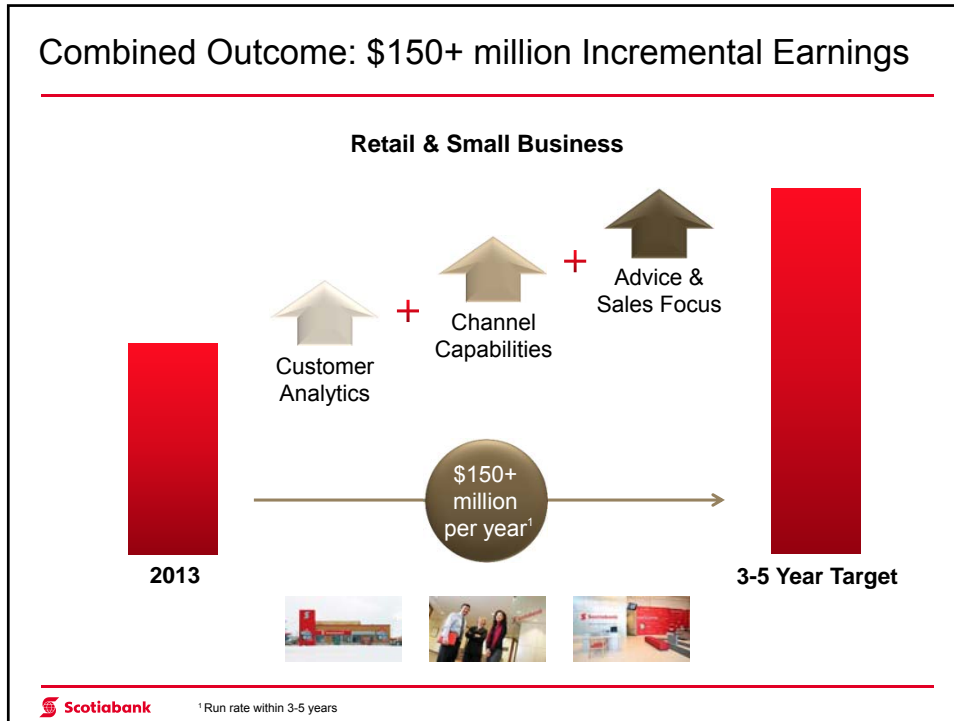 Combined Outcome: $150+ million Incremental Earnings
Retail & Small Business
Customer
Analytics
+
Channel
Capabilities
+
Advice &
Sales Focus
$150+
million
per year¹
2013
3-5 Year Target
Scotiabank
Scotiabank
¹ Run rate within 3-5 years